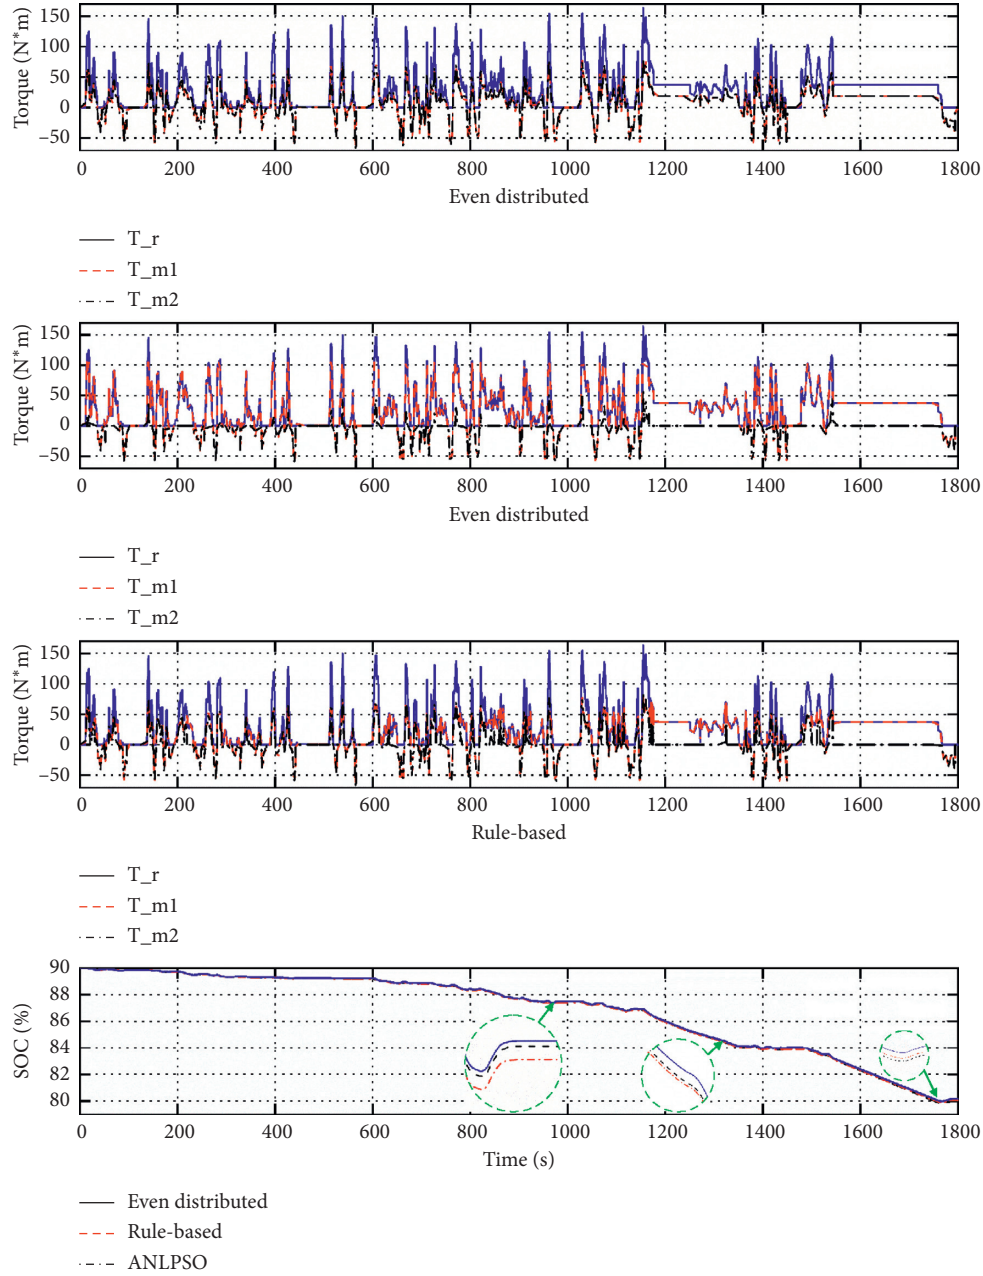 Torque (N*m)
150
100
50
0
−50
0 200 400 600 800 1000 1200 1400 1600 1800
Even distributed
T_r
T_m1
T_m2
Torque (N*m)
150
100
50
0
−50
0 200 400 600 800 1000 1200 1400 1600 1800
Even distributed
T_r
T_m1
T_m2
Torque (N*m)
150
100
50
0
−50
0 200 400 600 800 1000 1200 1400 1600 1800
Rule-based
T_r
T_m1
T_m2
SOC (%)
90
88
86
84
82
80
0 200 400 600 800 1000 1200 1400 1600 1800
Time (s)
Even distributed
Rule-based
ANLPSO